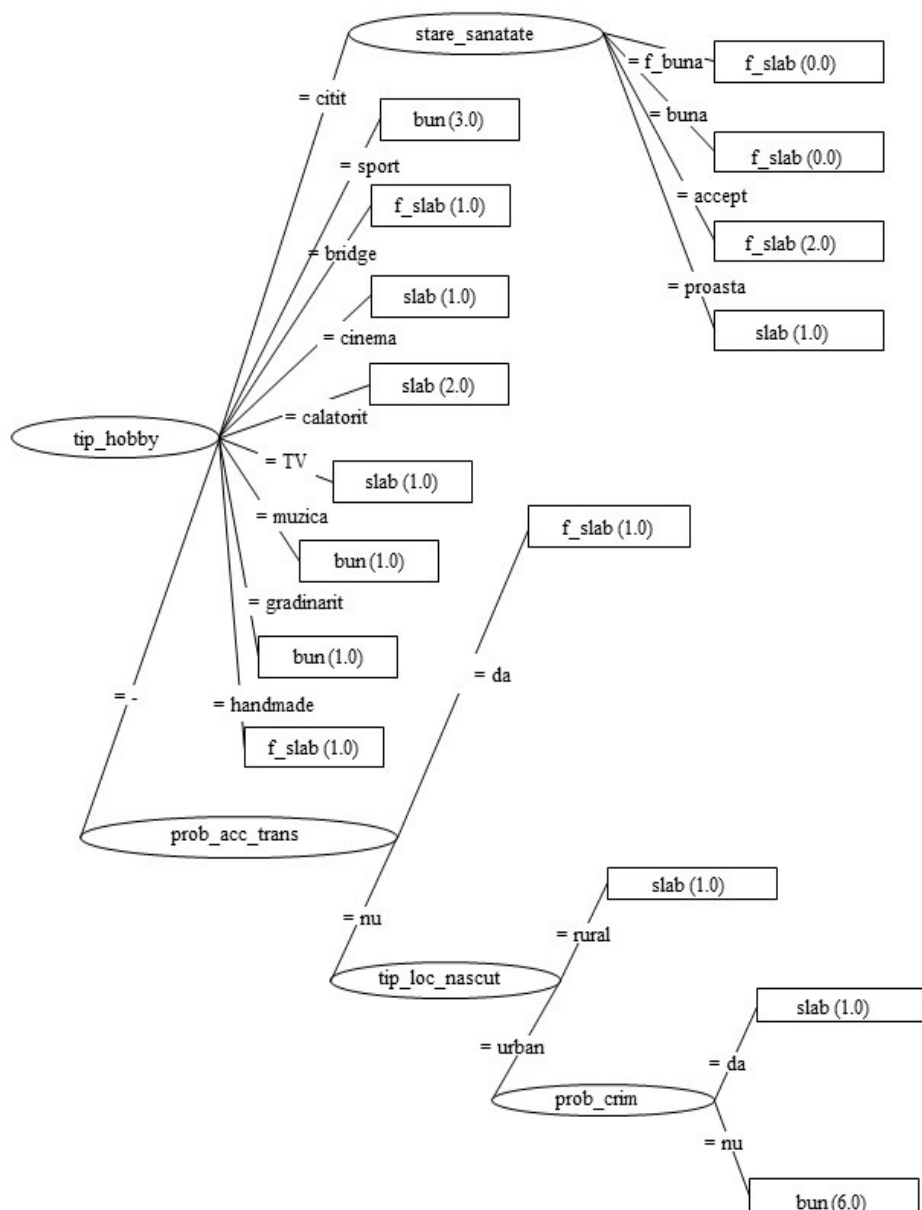 stare_sanatate
= f_buna
f_slab (0.0)
= citit
bun (3.0)
= buna
f_slab (0.0)
= sport
f_slab (1.0)
= accept
f_slab (2.0)
= bridge
slab (1.0)
= proasta
slab (1.0)
= cinema
slab (2.0)
= calatorit
tip_hobby
= TV
slab (1.0)
= muzica
f_slab (1.0)
bun (1.0)
= gradinarit
bun (1.0)
= da
= -
= handmade
f_slab (1.0)
prob_acc_trans
slab (1.0)
= nu
= rural
tip_loc_nascut
slab (1.0)
= urban
= da
prob_crim
= nu
bun (6.0)